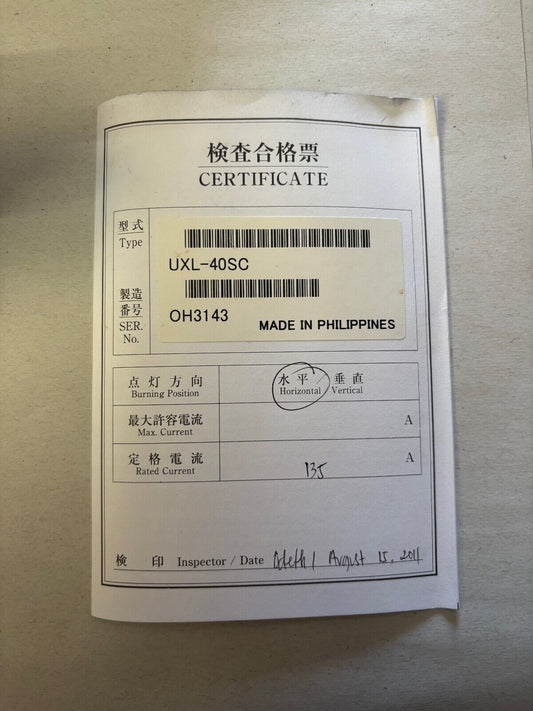 検査合格票
CERTIFICATE
型式
Type
UXL-40SC
製造
番号
SER.
No.
OH3143
MADE IN PHILIPPINES
点灯方向
Burning Position
水平 / 垂直
Horizontal / Vertical
最大許容電流
Max. Current
A
定格電流
Rated Current
135
A
検 印 Inspector / Date August 15, 2011